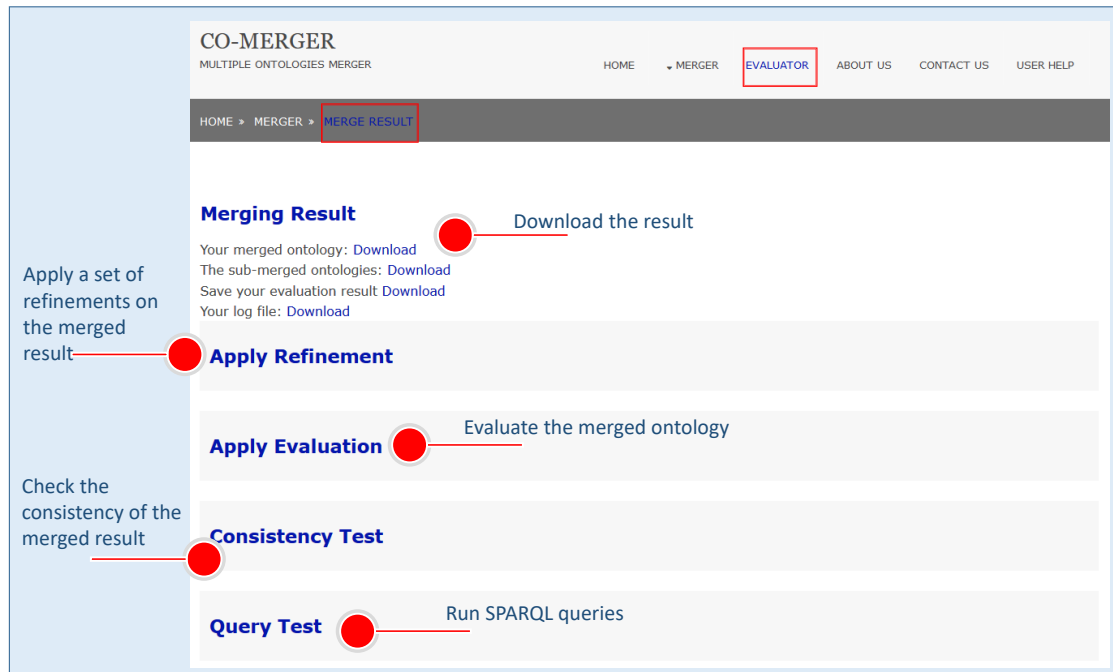 CO-MERGER
MULTIPLE ONTOLOGIES MERGER
HOME
MERGER
EVALUATOR
ABOUT US
CONTACT US
USER HELP
HOME » MERGER » MERGE RESULT
Merging Result
Download the result
Your merged ontology: Download
The sub-merged ontologies: Download
Save your evaluation result Download
Your log file: Download
Apply a set of
refinements on
the merged
result
Apply Refinement
Evaluate the merged ontology
Apply Evaluation
Check the
consistency of the
merged result
Consistency Test
Run SPARQL queries
Query Test